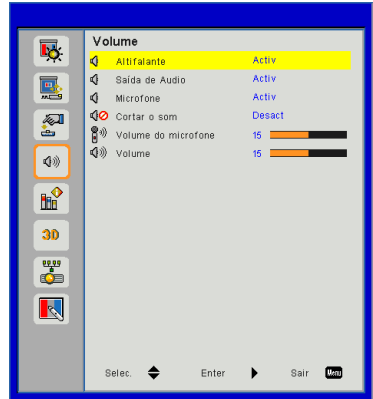 Volume
Altifalante Activ
Saída de Audio Activ
Microfone Activ
Cortar o som Desact
Volume do microfone 15
Volume 15
3D
Selec. Enter Sair Menu